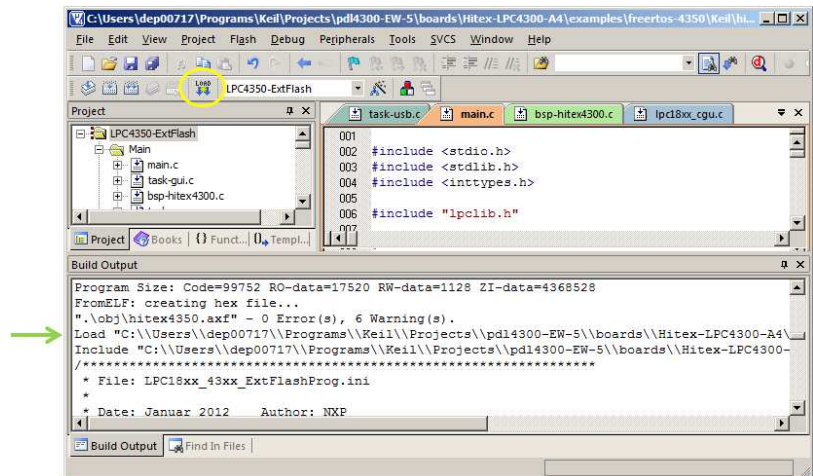 C:\Users\dep00717\Programs\Keil\Projects\pdl4300-EW-5\boards\Hitex-LPC4300-A4\examples\freertos-4350\Keil\hi...
File Edit View Project Flash Debug Peripherals Tools SVCS Window Help
LOAD LPC4350-ExtFlash
Project
LPC4350-ExtFlash
Main
main.c
task-gui.c
bsp-hitex4300.c
Project Books {} Funct... Templ...
task-usb.c main.c bsp-hitex4300.c lpc18xx_cgu.c
001
002 #include <stdio.h>
003 #include <stdlib.h>
004 #include <inttypes.h>
005
006 #include "lpclib.h"
007
Build Output
Program Size: Code=99752 RO-data=17520 RW-data=1128 ZI-data=4368528
FromELF: creating hex file...
".\obj\hitex4350.axf" - 0 Error(s), 6 Warning(s).
Load "C:\\Users\\dep00717\\Programs\\Keil\\Projects\\pdl4300-EW-5\\boards\\Hitex-LPC4300-A4\
Include "C:\\Users\\dep00717\\Programs\\Keil\\Projects\\pdl4300-EW-5\\boards\\Hitex-LPC4300-
/*****************************************************************
* File: LPC18xx_43xx_ExtFlashProg.ini
*
* Date: Januar 2012 Author: NXP
Build Output Find In Files